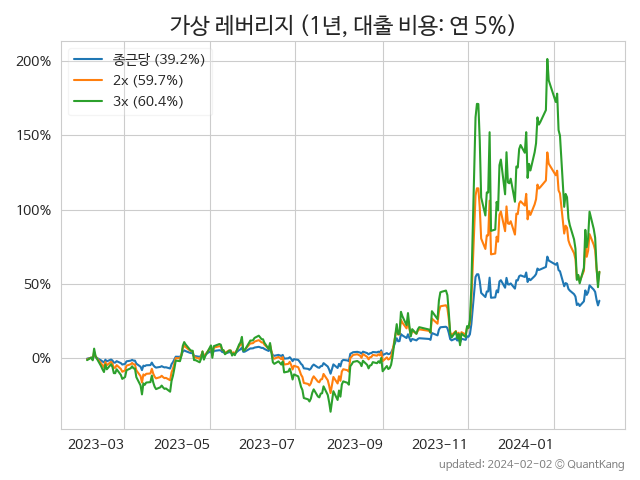 가상 레버리지 (1년, 대출 비용: 연 5%)
종근당 (39.2%)
2x (59.7%)
3x (60.4%)
200%
150%
100%
50%
0%
2023-03 2023-05 2023-07 2023-09 2023-11 2024-01
updated: 2024-02-02 © QuantKang